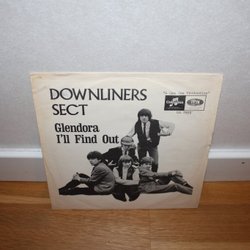 DOWNLINERS
SECT
Glendora
I'll Find Out